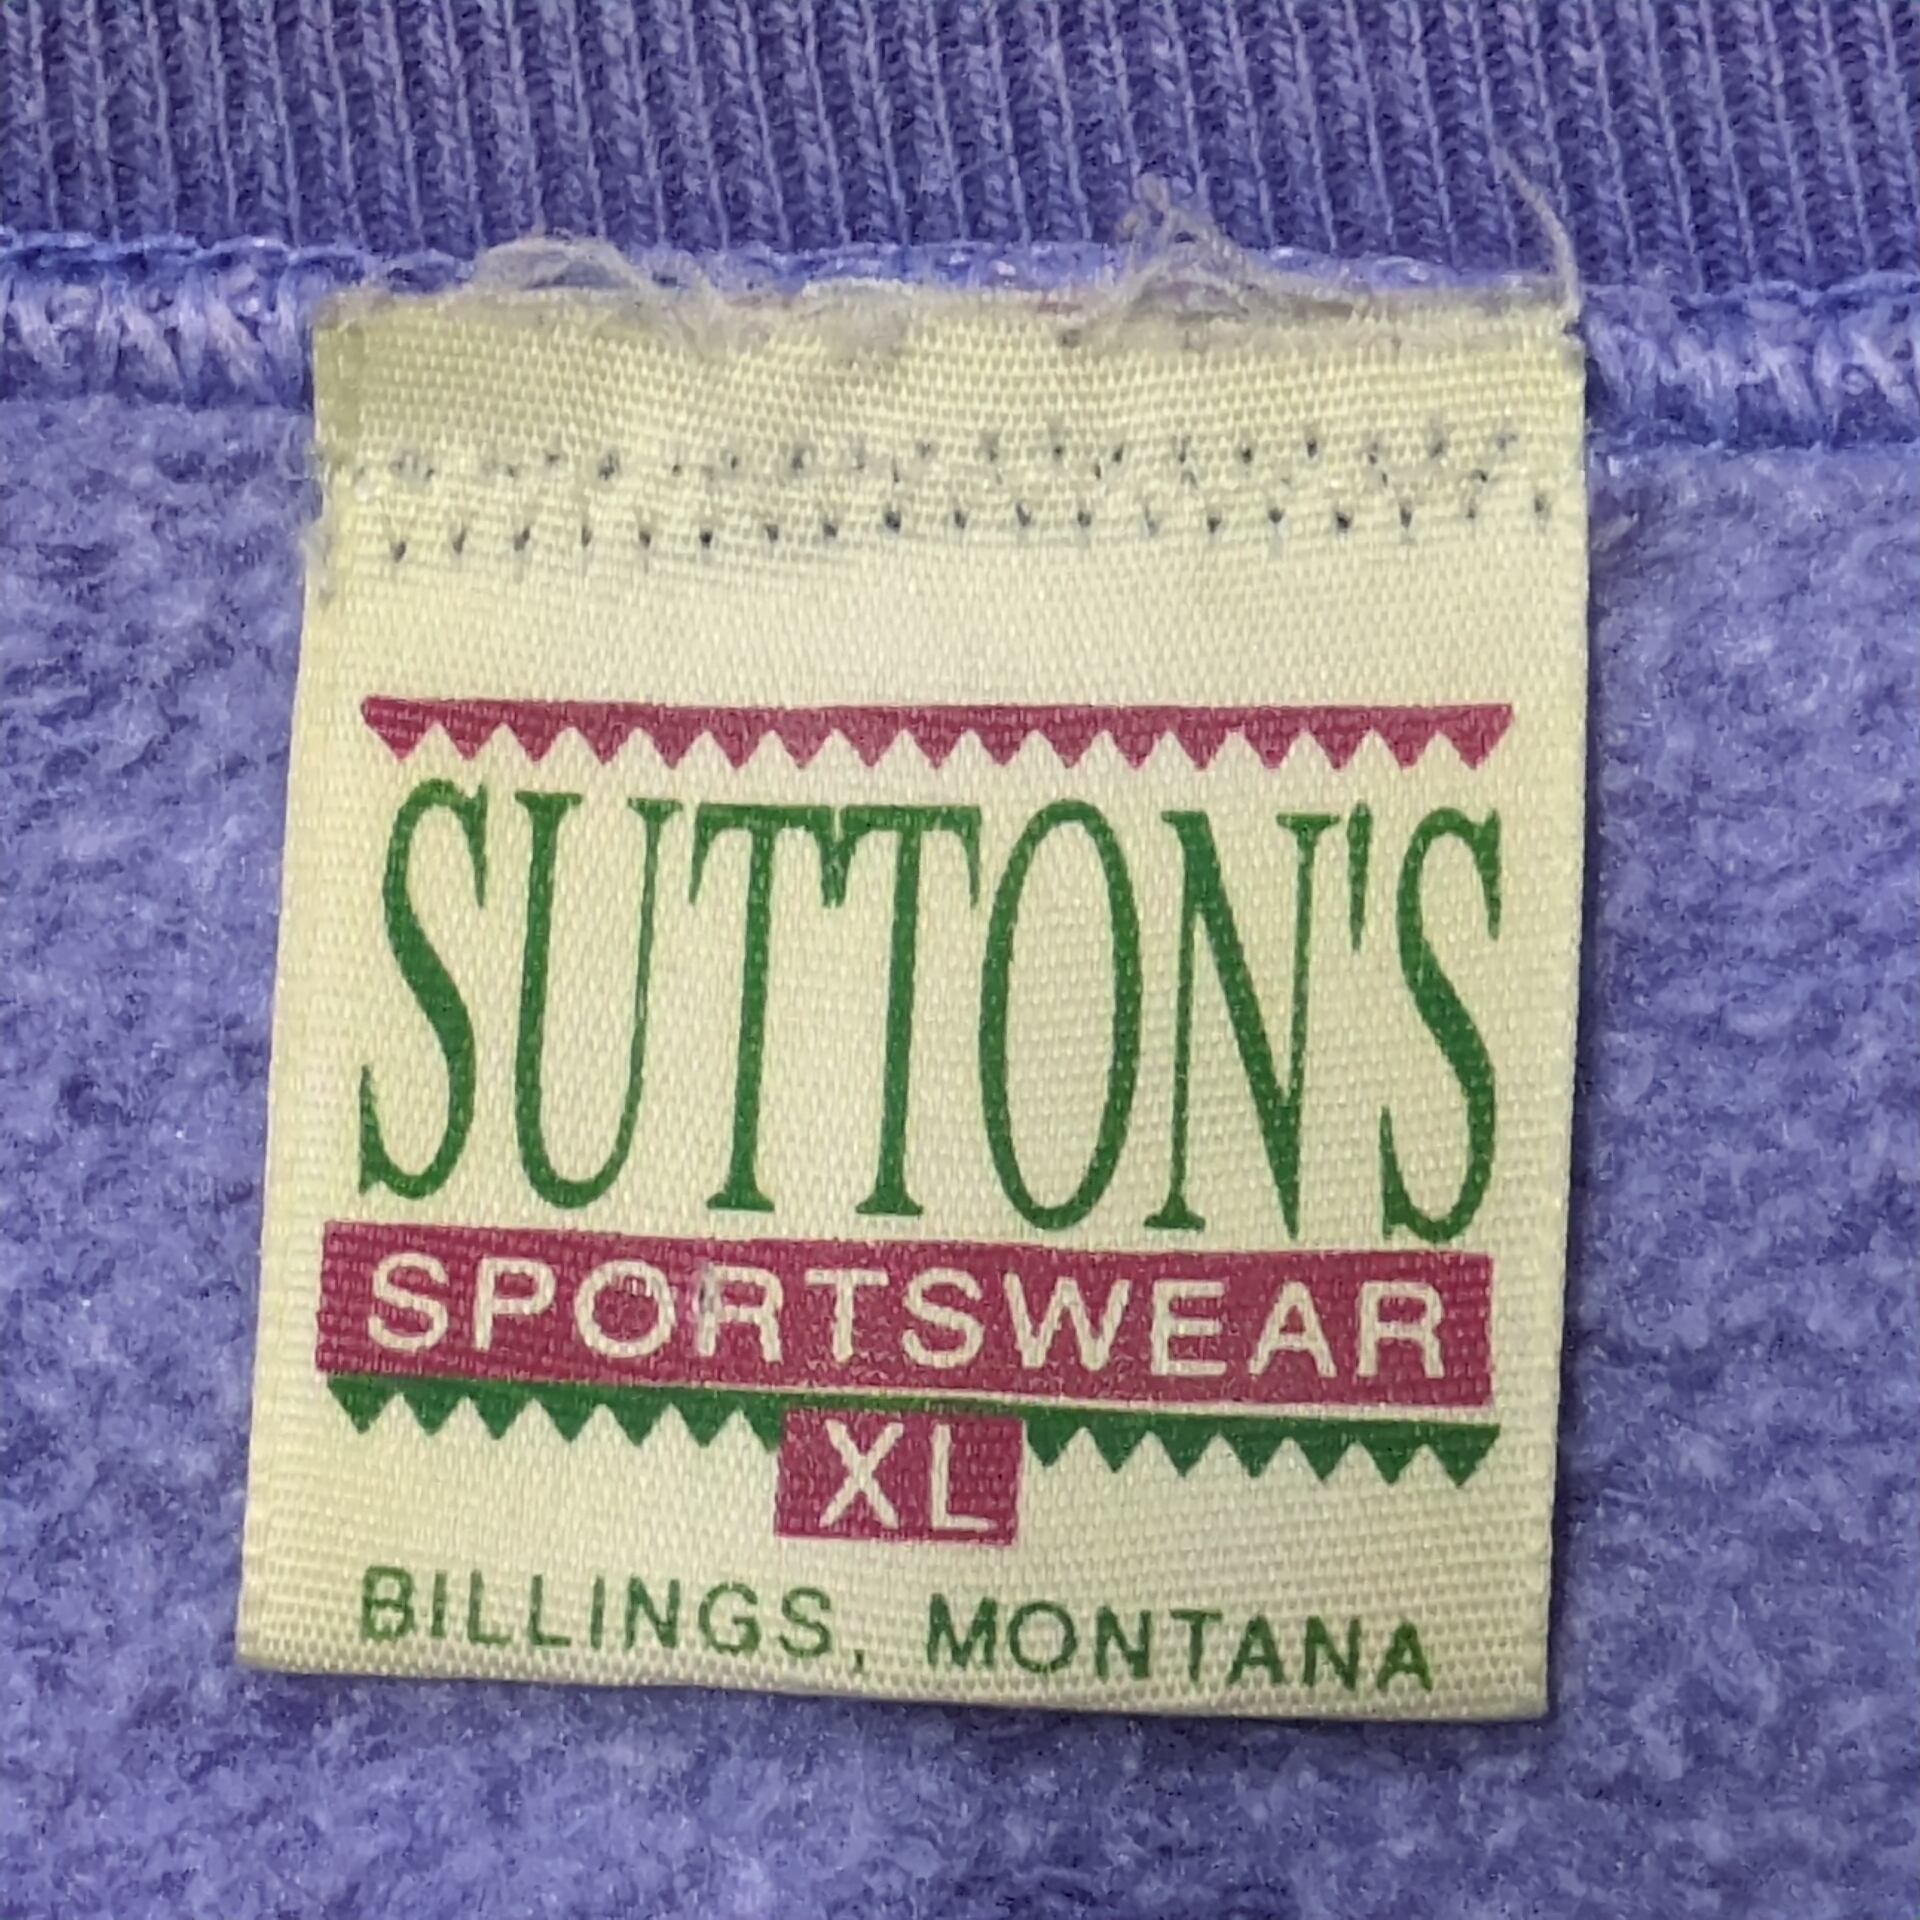 SUTTON'S
SPORTSWEAR
XL
BILLINGS, MONTANA